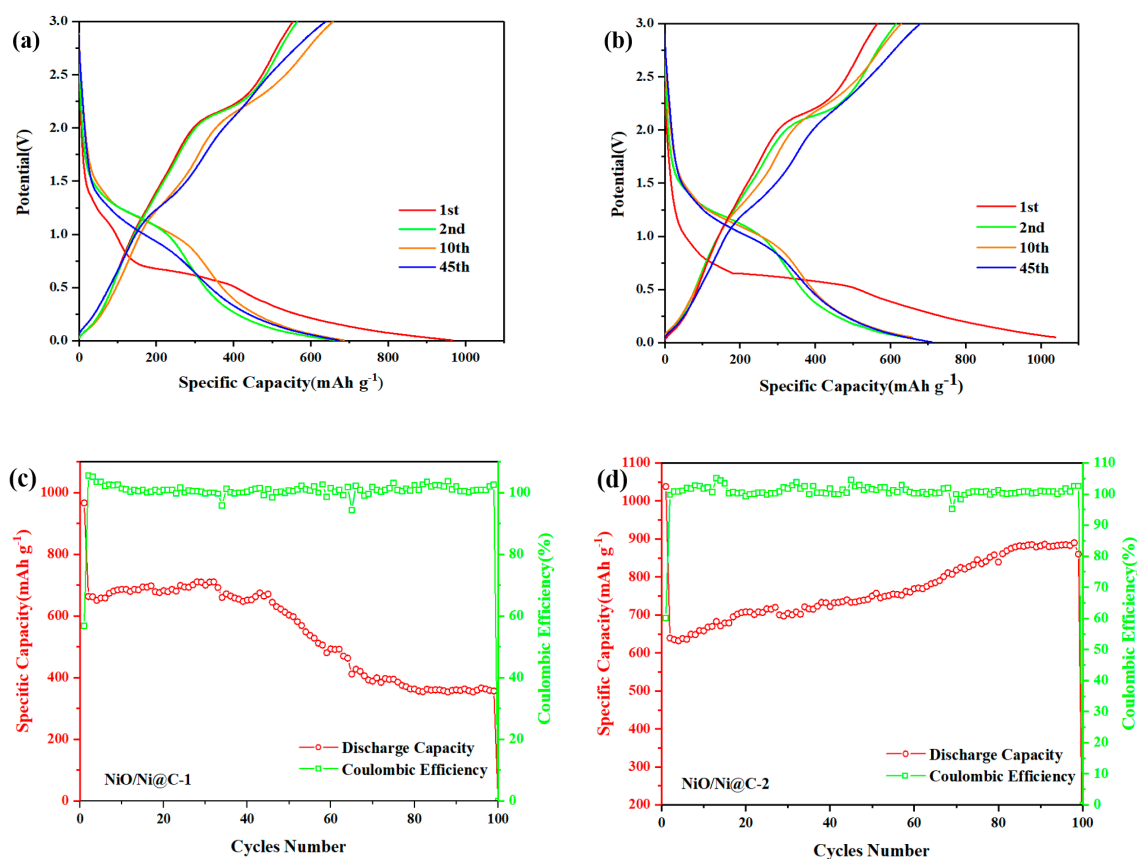 (a)
3.0
2.5
2.0
1.5
1.0
0.5
0.0
Potential(V)
1st
2nd
10th
45th
0 200 400 600 800 1000
Specific Capacity(mAh g-1)
(b)
3.0
2.5
2.0
1.5
1.0
0.5
0.0
Potential(V)
1st
2nd
10th
45th
0 200 400 600 800 1000
Specific Capacity(mAh g-1)
(c)
1000
800
700
600
400
200
0
Specitic Capacity(mAh g-1)
100
80
60
40
20
0
Coulombic Efficiency(%)
Discharge Capacity
Coulombic Efficiency
NiO/Ni@C-1
0 20 40 60 80 100
Cycles Number
(d)
1100
1000
900
800
700
650
600
500
400
300
200
Specific Capacity(mAh g-1)
110
100
90
80
70
60
50
40
30
20
10
0
Coulombic Efficiency(%)
Discharge Capacity
Coulombic Efficiency
NiO/Ni@C-2
0 20 40 60 80 100
Cycles Number